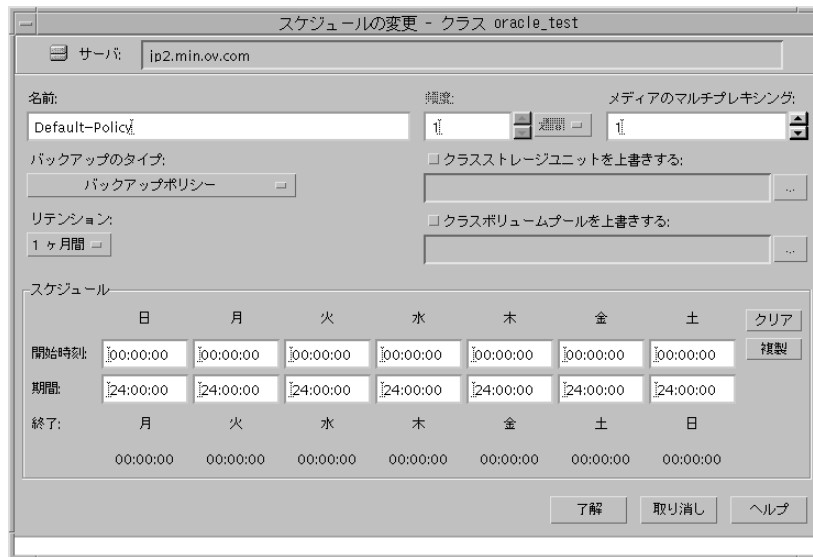 スケジュールの変更 - クラス oracle_test
サーバ: jp2.min.ov.com
名前: 頻度: メディアのマルチプレキシング:
Default-Policy 1 週間 1
バックアップのタイプ: クラスストレージユニットを上書きする:
バックアップポリシー ...
リテンション: クラスボリュームプールを上書きする:
1 ヶ月間 ...
スケジュール
日 月 火 水 木 金 土 クリア
開始時刻: 00:00:00 00:00:00 00:00:00 00:00:00 00:00:00 00:00:00 00:00:00 複製
期間: 24:00:00 24:00:00 24:00:00 24:00:00 24:00:00 24:00:00 24:00:00
終了: 月 火 水 木 金 土 日
00:00:00 00:00:00 00:00:00 00:00:00 00:00:00 00:00:00 00:00:00
了解 取り消し ヘルプ